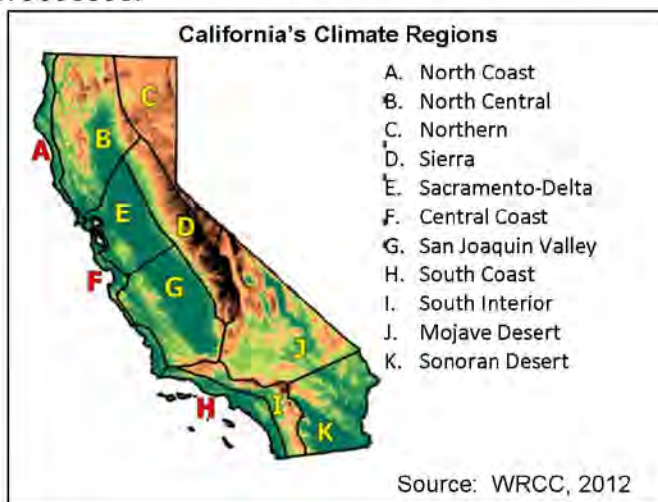 California's Climate Regions
A. North Coast
B. North Central
C. Northern
D. Sierra
E. Sacramento-Delta
F. Central Coast
G. San Joaquin Valley
H. South Coast
I. South Interior
J. Mojave Desert
K. Sonoran Desert
C
A
B
E
D
F
G
J
H
I
K
Source: WRCC, 2012